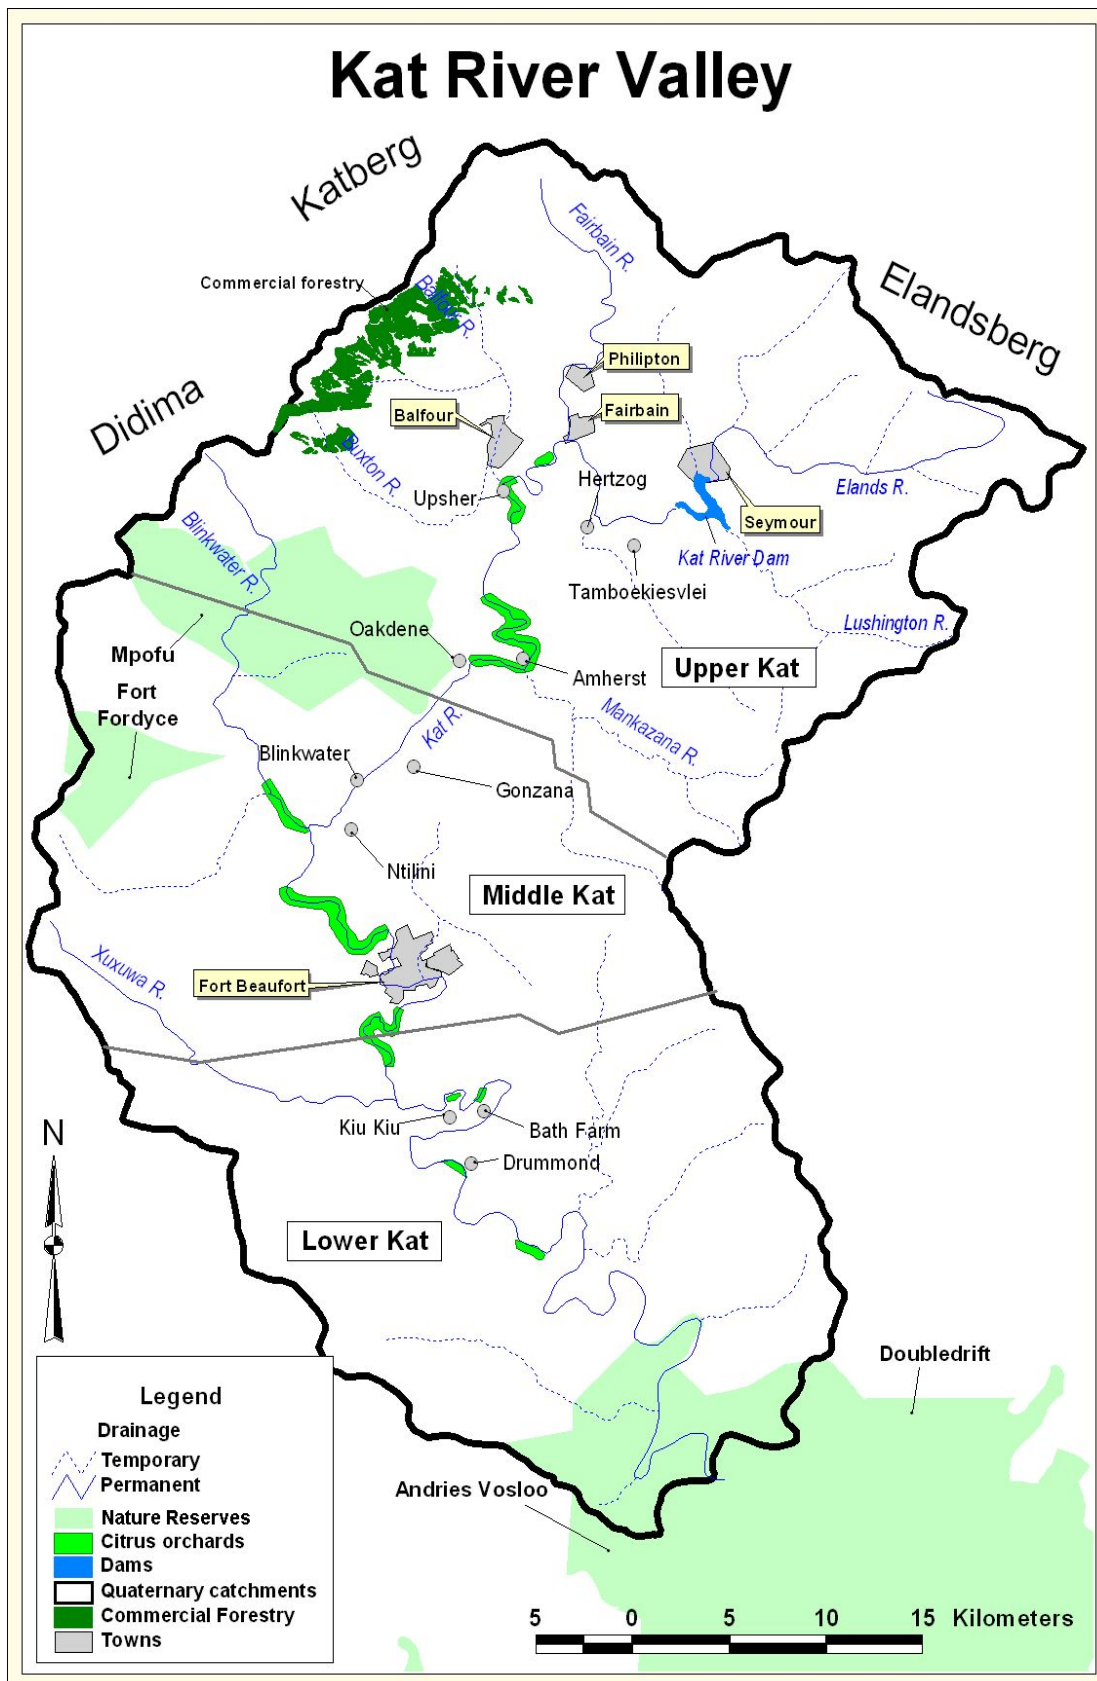 Kat River Valley
Katberg
Fairbain R.
Elandsberg
Commercial forestry
Balfour R.
Philipton
Didima
Balfour
Fairbain
Buxton R.
Upsher
Hertzog
Elands R.
Seymour
Blinkwater R.
Kat River Dam
Tamboekiesvlei
Lushington R.
Oakdene
Mpofu
Upper Kat
Amherst
Fort
Fordyce
Mankazana R.
Kat R.
Blinkwater
Gonzana
Ntilini
Middle Kat
Xuxuwa R.
Fort Beaufort
N
Kiu Kiu
Bath Farm
Drummond
Lower Kat
Doubledrift
Andries Vosloo
Legend
Drainage
Temporary
Permanent
Nature Reserves
Citrus orchards
Dams
Quaternary catchments
Commercial Forestry
Towns
5 0 5 10 15 Kilometers